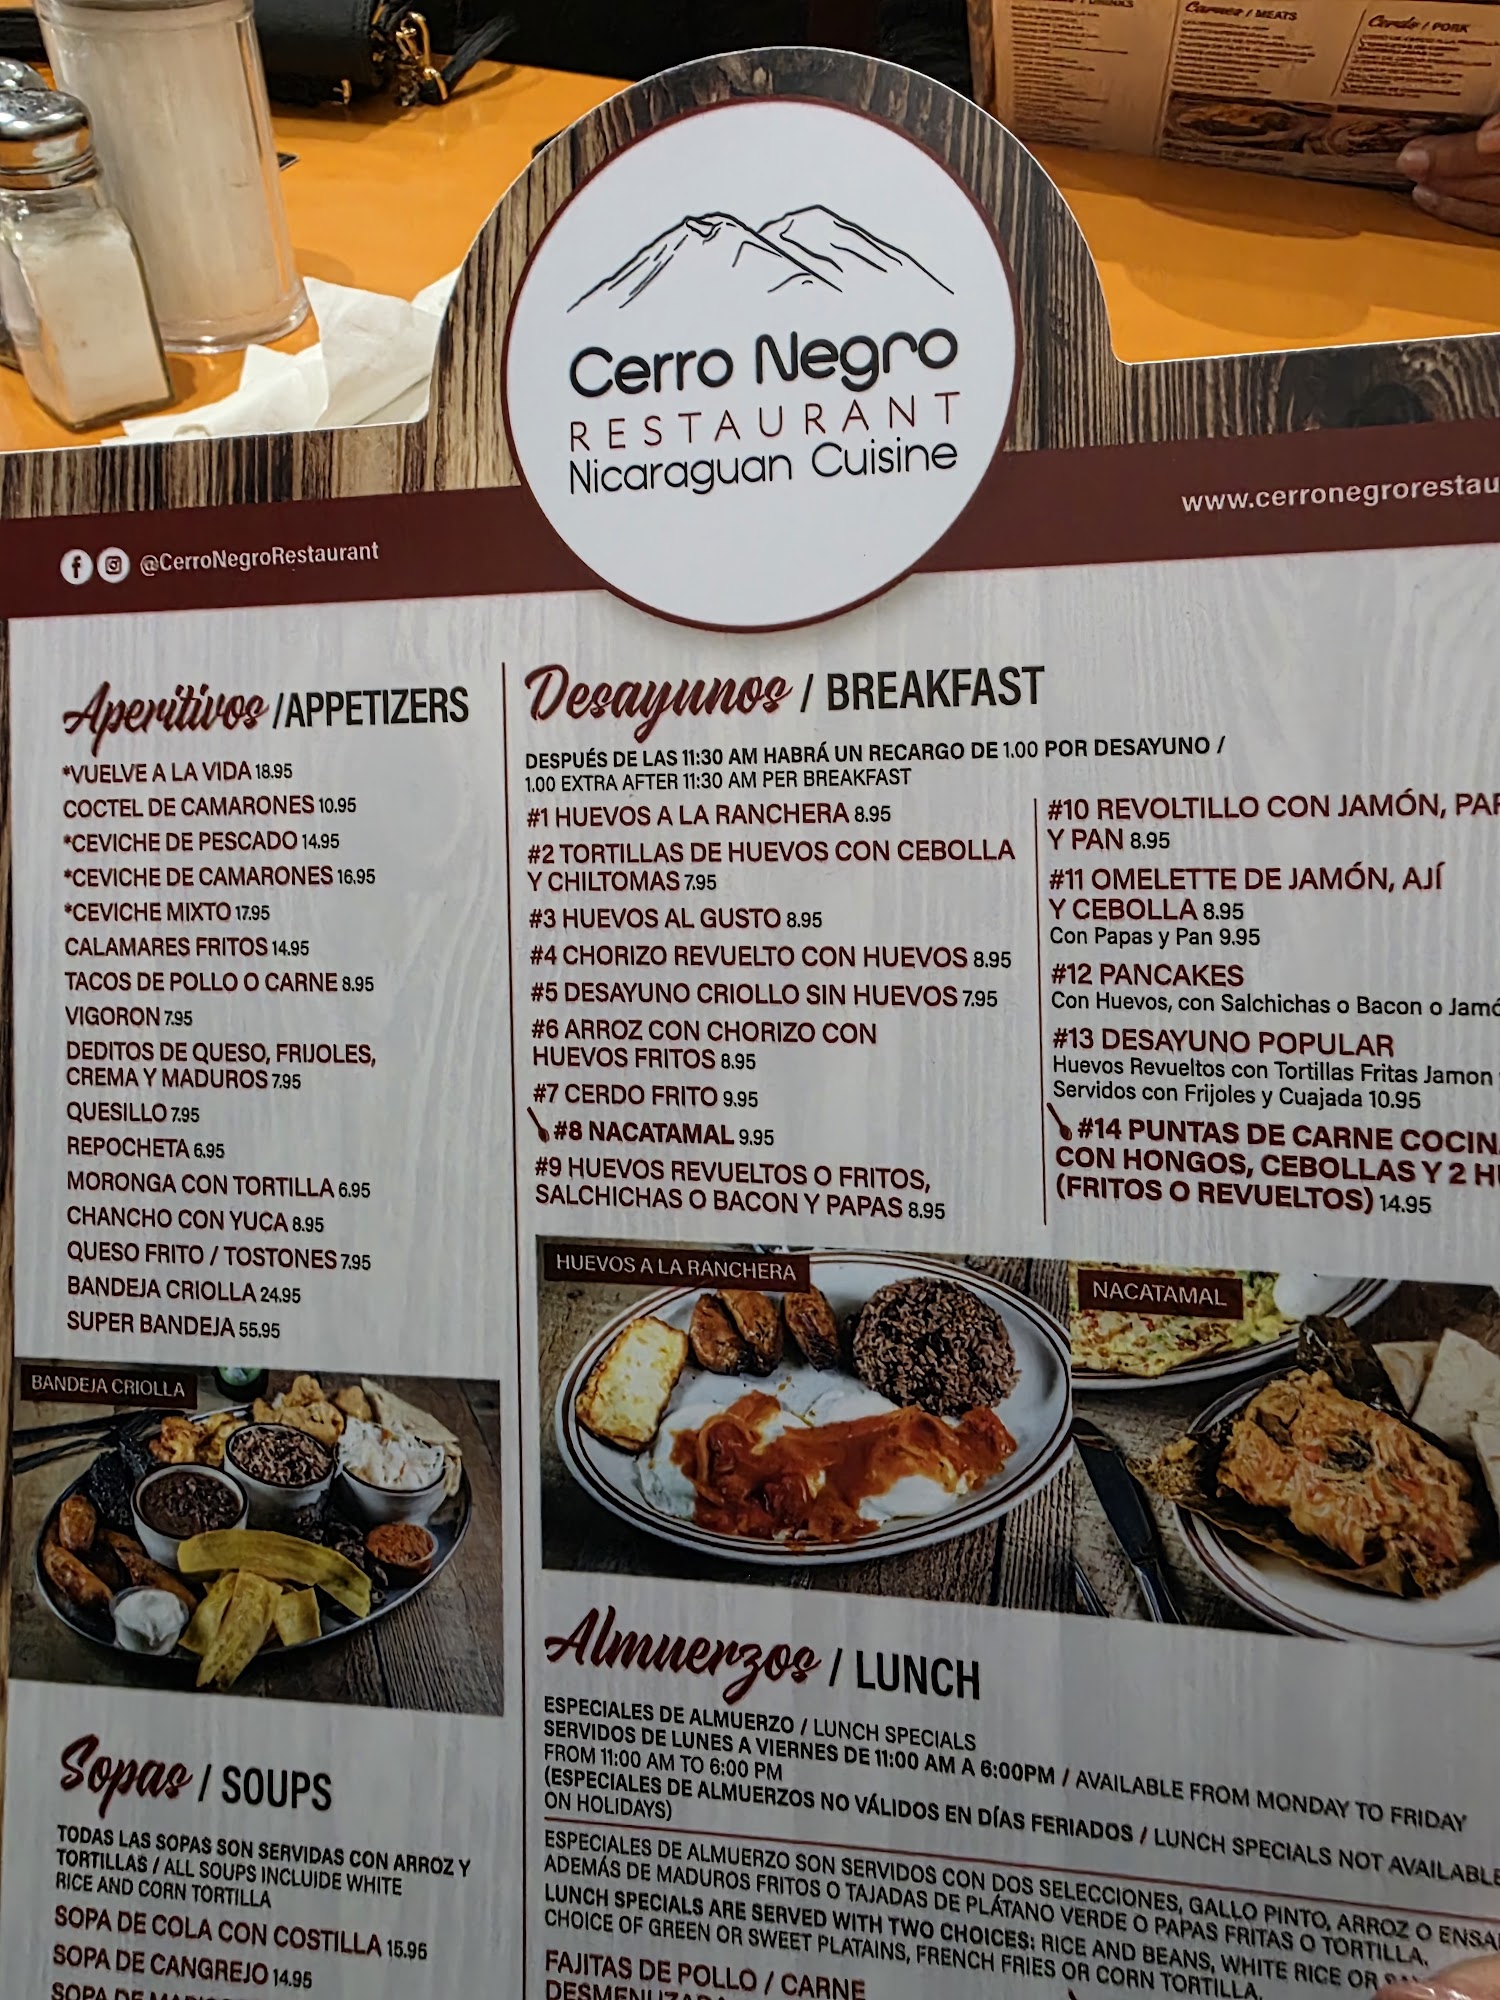 Carnes / MEATS
Cerdo / PORK
Cerro Negro
RESTAURANT
Nicaraguan Cuisine
@CerroNegroRestaurant
www.cerronegrorestau
Aperitivos / APPETIZERS
*VUELVE A LA VIDA 18.95
COCTEL DE CAMARONES 10.95
*CEVICHE DE PESCADO 14.95
*CEVICHE DE CAMARONES 16.95
*CEVICHE MIXTO 17.95
CALAMARES FRITOS 14.95
TACOS DE POLLO O CARNE 8.95
VIGORON 7.95
DEDITOS DE QUESO, FRIJOLES,
CREMA Y MADUROS 7.95
QUESILLO 7.95
REPOCHETA 6.95
MORONGA CON TORTILLA 6.95
CHANCHO CON YUCA 8.95
QUESO FRITO / TOSTONES 7.95
BANDEJA CRIOLLA 24.95
SUPER BANDEJA 55.95
BANDEJA CRIOLLA
Sopas / SOUPS
TODAS LAS SOPAS SON SERVIDAS CON ARROZ Y
TORTILLAS / ALL SOUPS INCLUIDE WHITE
RICE AND CORN TORTILLA
SOPA DE COLA CON COSTILLA 15.95
SOPA DE CANGREJO 14.95
SOPA DE
Desayunos / BREAKFAST
DESPUÉS DE LAS 11:30 AM HABRÁ UN RECARGO DE 1.00 POR DESAYUNO /
1.00 EXTRA AFTER 11:30 AM PER BREAKFAST
#1 HUEVOS A LA RANCHERA 8.95
#2 TORTILLAS DE HUEVOS CON CEBOLLA
Y CHILTOMAS 7.95
#3 HUEVOS AL GUSTO 8.95
#4 CHORIZO REVUELTO CON HUEVOS 8.95
#5 DESAYUNO CRIOLLO SIN HUEVOS 7.95
#6 ARROZ CON CHORIZO CON
HUEVOS FRITOS 8.95
#7 CERDO FRITO 9.95
#8 NACATAMAL 9.95
#9 HUEVOS REVUELTOS O FRITOS,
SALCHICHAS O BACON Y PAPAS 8.95
#10 REVOLTILLO CON JAMÓN, PAP
Y PAN 8.95
#11 OMELETTE DE JAMÓN, AJÍ
Y CEBOLLA 8.95
Con Papas y Pan 9.95
#12 PANCAKES
Con Huevos, con Salchichas o Bacon o Jamó
#13 DESAYUNO POPULAR
Huevos Revueltos con Tortillas Fritas Jamon
Servidos con Frijoles y Cuajada 10.95
#14 PUNTAS DE CARNE COCIN
CON HONGOS, CEBOLLAS Y 2 H
(FRITOS O REVUELTOS) 14.95
HUEVOS A LA RANCHERA
NACATAMAL
Almuerzos / LUNCH
ESPECIALES DE ALMUERZO / LUNCH SPECIALS
SERVIDOS DE LUNES A VIERNES DE 11:00 AM A 6:00PM / AVAILABLE FROM MONDAY TO FRIDAY
FROM 11:00 AM TO 6:00 PM
(ESPECIALES DE ALMUERZOS NO VÁLIDOS EN DÍAS FERIADOS / LUNCH SPECIALS NOT AVAILABLE
ON HOLIDAYS)
ESPECIALES DE ALMUERZO SON SERVIDOS CON DOS SELECCIONES, GALLO PINTO, ARROZ O ENSA
ADEMÁS DE MADUROS FRITOS O TAJADAS DE PLÁTANO VERDE O PAPAS FRITAS O TORTILLA.
LUNCH SPECIALS ARE SERVED WITH TWO CHOICES: RICE AND BEANS, WHITE RICE OR
CHOICE OF GREEN OR SWEET PLATAINS, FRENCH FRIES OR CORN TORTILLA.
FAJITAS DE POLLO / CARNE
DESMENUZADA